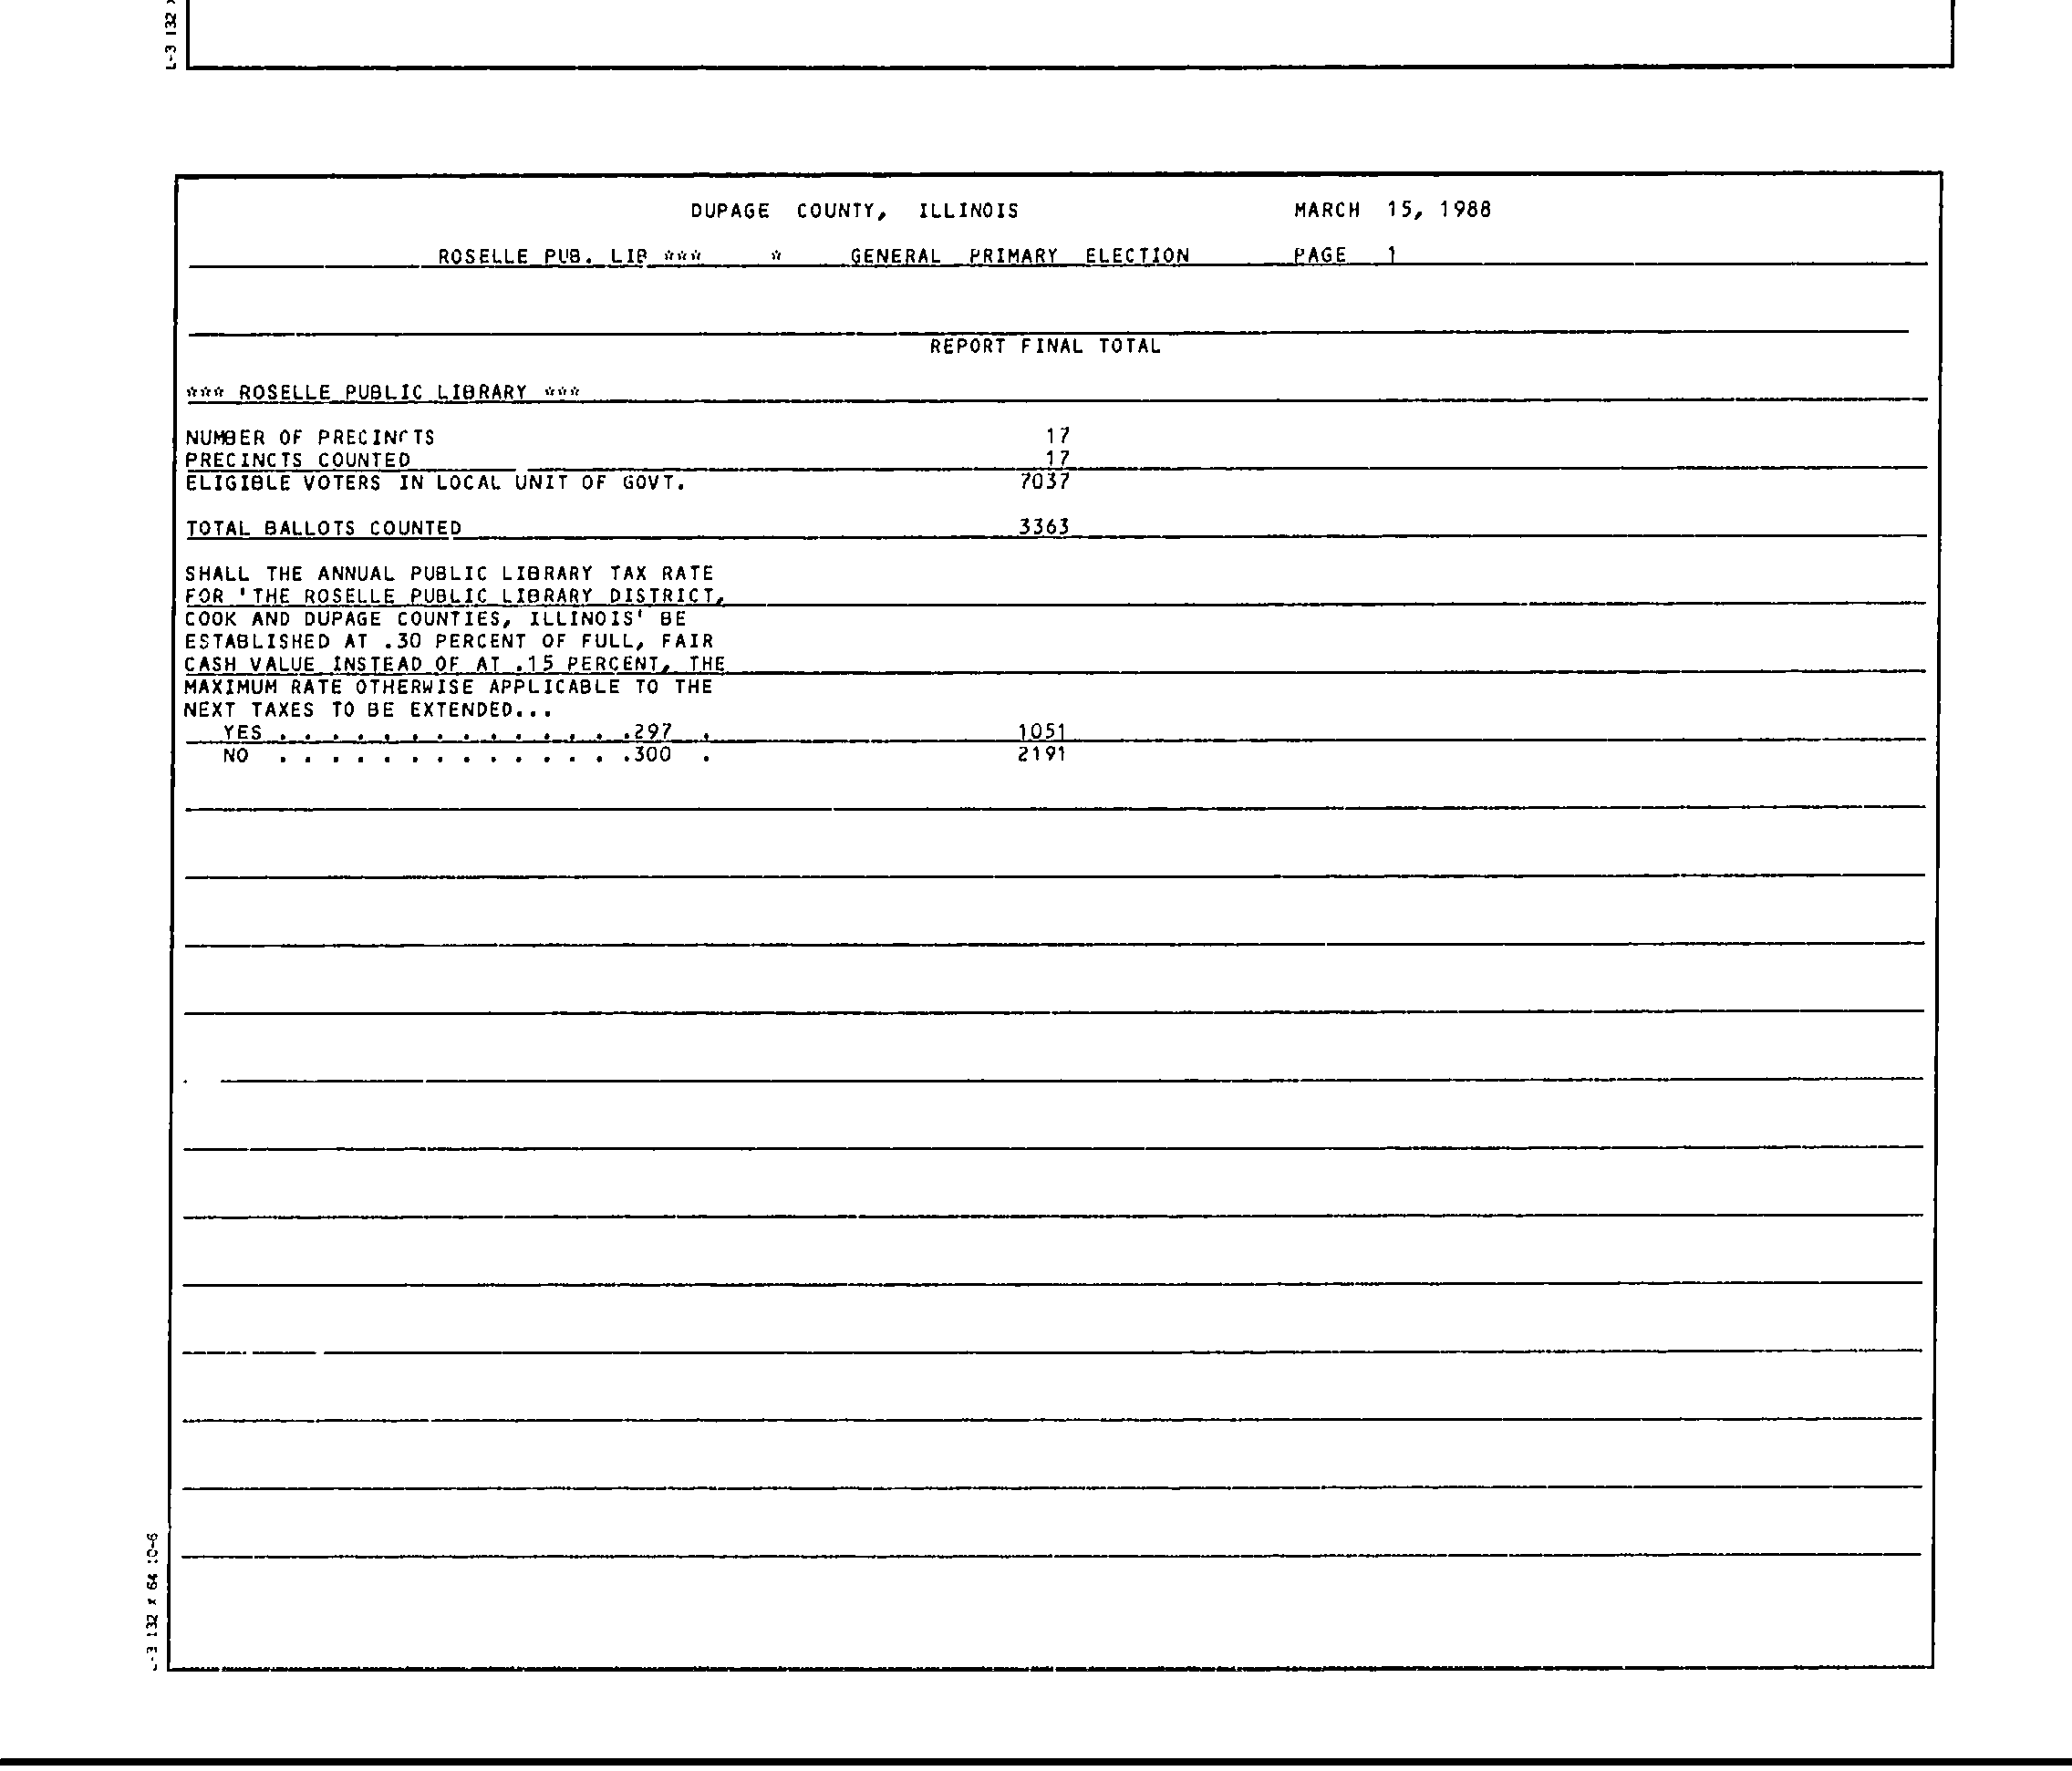 L-3 132 x
DUPAGE COUNTY, ILLINOIS MARCH 15, 1988
ROSELLE PUB. LIB *** * GENERAL PRIMARY ELECTION PAGE 1
REPORT FINAL TOTAL
*** ROSELLE PUBLIC LIBRARY ***
NUMBER OF PRECINCTS 17
PRECINCTS COUNTED 17
ELIGIBLE VOTERS IN LOCAL UNIT OF GOVT. 7037
TOTAL BALLOTS COUNTED 3363
SHALL THE ANNUAL PUBLIC LIBRARY TAX RATE
FOR 'THE ROSELLE PUBLIC LIBRARY DISTRICT,
COOK AND DUPAGE COUNTIES, ILLINOIS' BE
ESTABLISHED AT .30 PERCENT OF FULL, FAIR
CASH VALUE INSTEAD OF AT .15 PERCENT, THE
MAXIMUM RATE OTHERWISE APPLICABLE TO THE
NEXT TAXES TO BE EXTENDED...
YES . . . . . . . . . . . . . .297 . 1051
NO . . . . . . . . . . . . . .300 . 2191
L-3 132 x 64 10-6